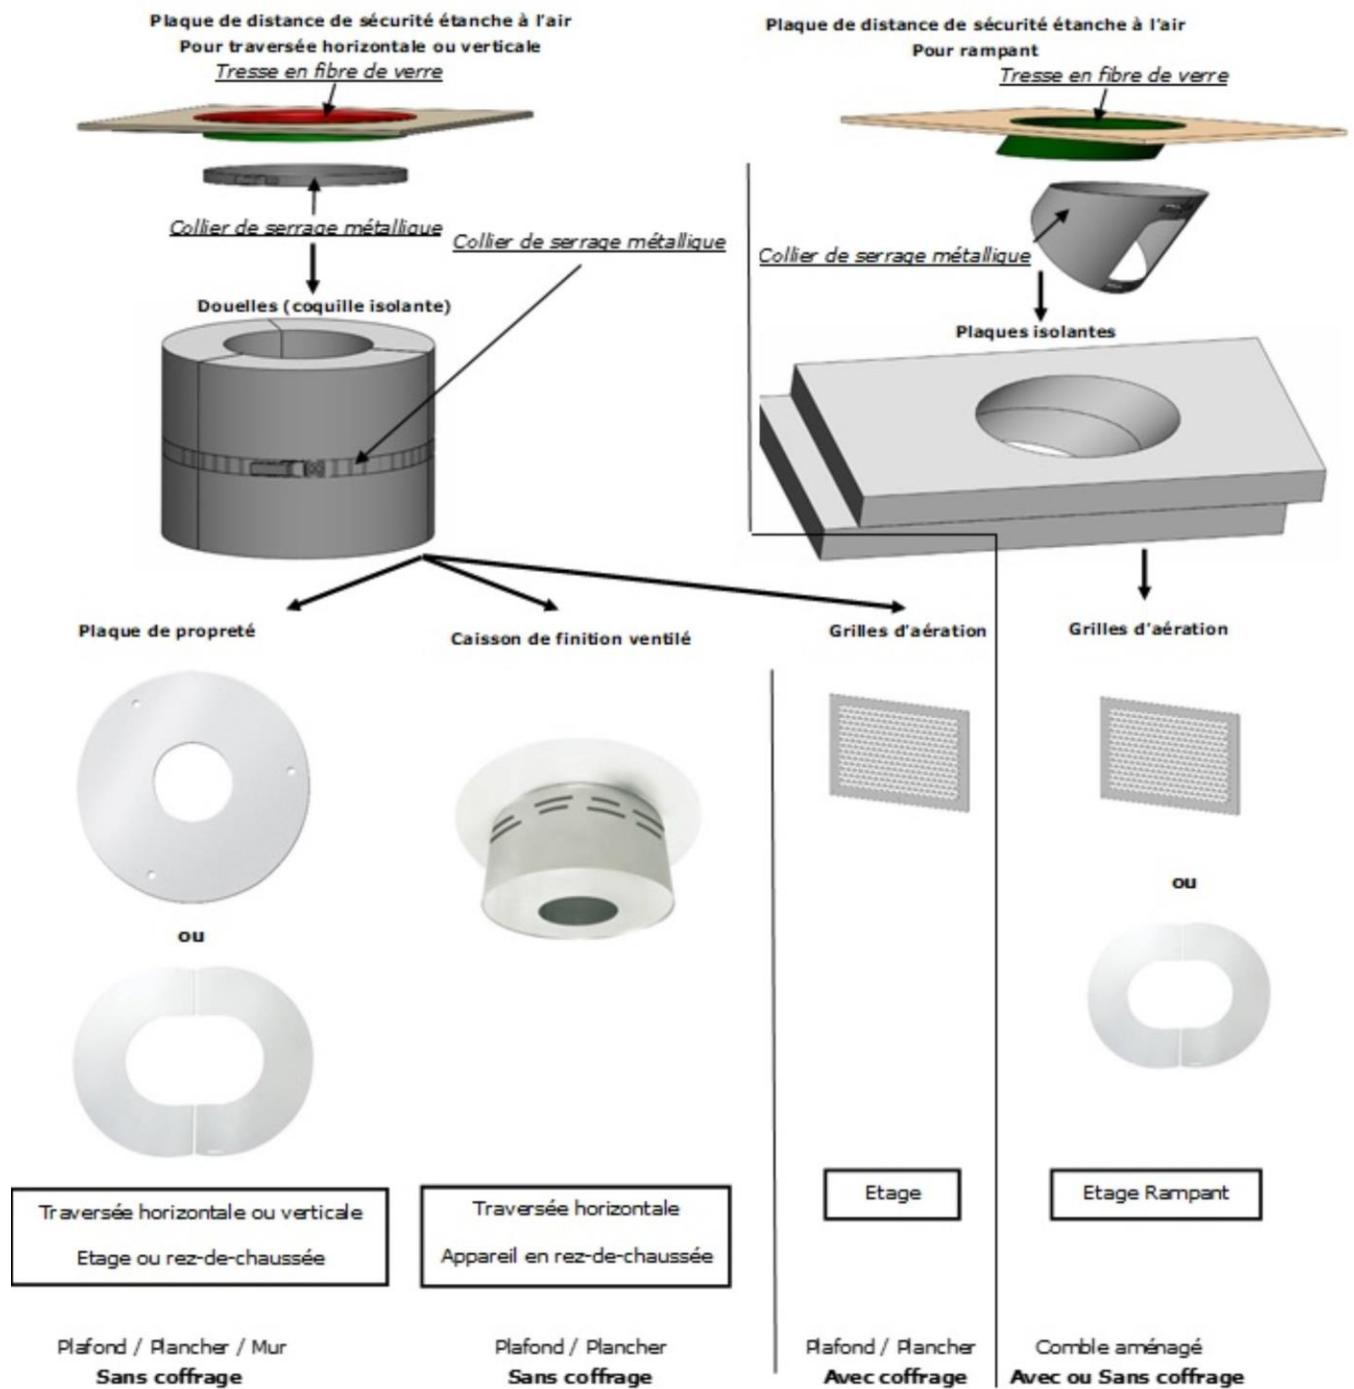 Plaque de distance de sécurité étanche à l'air
Pour traversée horizontale ou verticale
Tresse en fibre de verre
Collier de serrage métallique
Collier de serrage métallique
Douelles (coquille isolante)
Plaque de distance de sécurité étanche à l'air
Pour rampant
Tresse en fibre de verre
Collier de serrage métallique
Plaques isolantes
Plaque de propreté
Caisson de finition ventilé
Grilles d'aération
Grilles d'aération
ou
ou
Traversée horizontale ou verticale
Etage ou rez-de-chaussée
Traversée horizontale
Appareil en rez-de-chaussée
Etage
Etage Rampant
Plafond / Plancher / Mur
Sans coffrage
Plafond / Plancher
Sans coffrage
Plafond / Plancher
Avec coffrage
Comble aménagé
Avec ou Sans coffrage